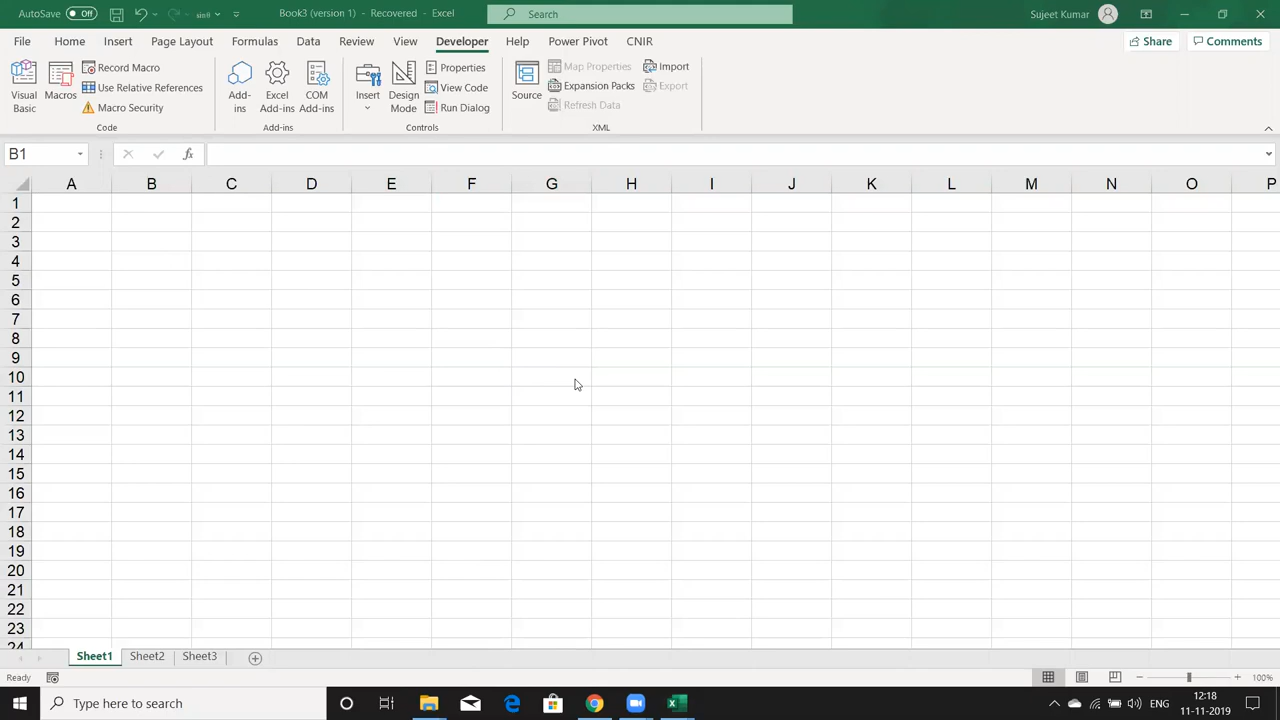 AutoSave Off sinθ Book3 (version 1) - Recovered - Excel Search Sujeet Kumar
File Home Insert Page Layout Formulas Data Review View Developer Help Power Pivot CNIR Share Comments
Visual Basic
Macros
Record Macro
Use Relative References
Macro Security
Code
Add-ins
Excel Add-ins
COM Add-ins
Add-ins
Insert
Design Mode
Properties
View Code
Run Dialog
Controls
Source
Map Properties
Expansion Packs
Refresh Data
Import
Export
XML
B1 fx
A B C D E F G H I J K L M N O P
1
2
3
4
5
6
7
8
9
10
11
12
13
14
15
16
17
18
19
20
21
22
23
24
Sheet1 Sheet2 Sheet3
Ready 100%
Type here to search ENG 12:18
11-11-2019